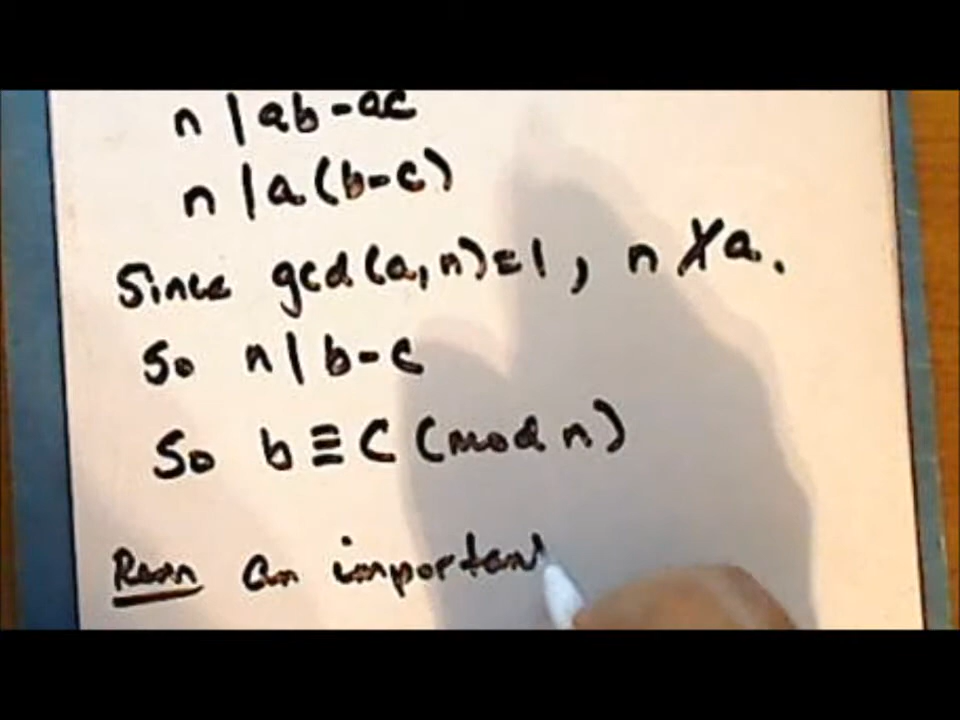 n | ab-ac
n | a(b-c)
Since gcd(a,n)=1, n ∤ a.
So n | b-c
So b ≡ c (mod n)
Rem an important